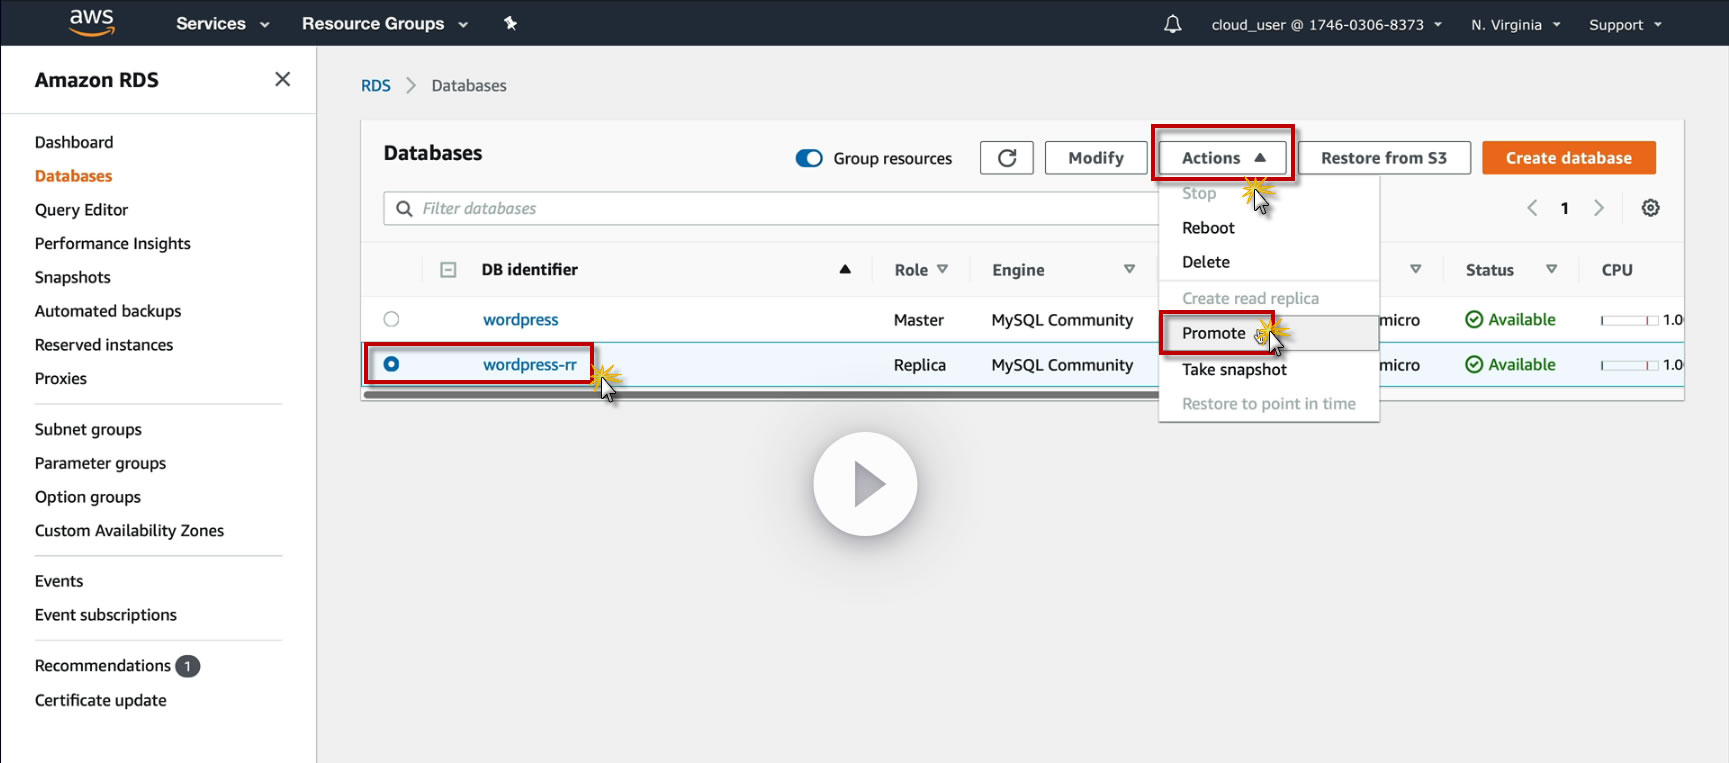 aws Services Resource Groups cloud_user @ 1746-0306-8373 N. Virginia Support
Amazon RDS
Dashboard
Databases
Query Editor
Performance Insights
Snapshots
Automated backups
Reserved instances
Proxies
Subnet groups
Parameter groups
Option groups
Custom Availability Zones
Events
Event subscriptions
Recommendations 1
Certificate update
RDS Databases
Databases Group resources Modify Actions Restore from S3 Create database
Filter databases 1
Stop
Reboot
Delete
Create read replica
Promote
Take snapshot
Restore to point in time
DB identifier Role Engine Status CPU
wordpress Master MySQL Community micro Available 1.0
wordpress-rr Replica MySQL Community micro Available 1.0